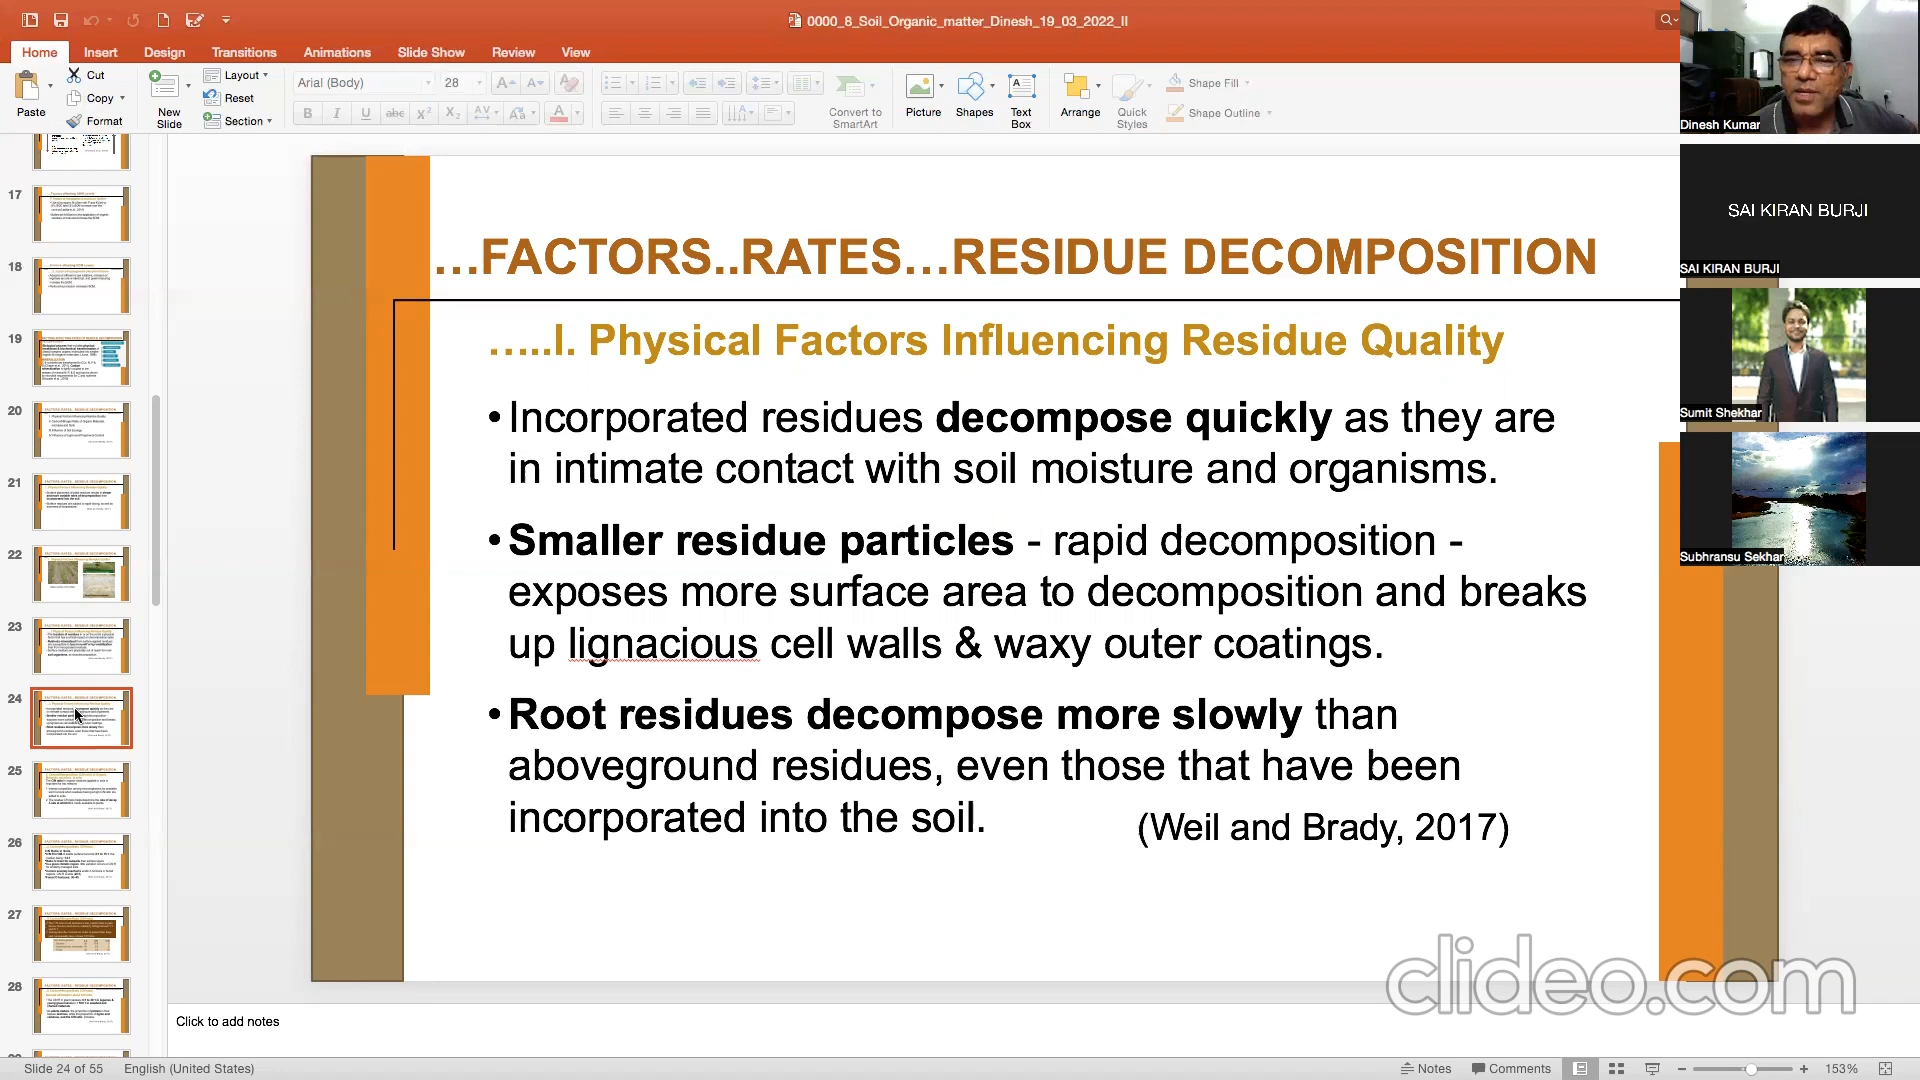 0000_8_Soil_Organic_matter_Dinesh_19_03_2022_II
Home Insert Design Transitions Animations Slide Show Review View
Paste Cut Copy Format
New Slide Layout Reset Section
Arial (Body) 28
Convert to SmartArt
Picture Shapes Text Box Arrange Quick Styles
Shape Fill
Shape Outline
Dinesh Kumar
SAI KIRAN BURJI
SAI KIRAN BURJI
Sumit Shekhar
Subhransu Sekhar
17
18
19
20
21
22
23
24
25
26
27
28
…FACTORS..RATES…RESIDUE DECOMPOSITION
…..I. Physical Factors Influencing Residue Quality
•Incorporated residues decompose quickly as they are
in intimate contact with soil moisture and organisms.
•Smaller residue particles - rapid decomposition -
exposes more surface area to decomposition and breaks
up lignacious cell walls & waxy outer coatings.
•Root residues decompose more slowly than
aboveground residues, even those that have been
incorporated into the soil.
(Weil and Brady, 2017)
clideo.com
Click to add notes
Slide 24 of 55 English (United States)
Notes Comments 153%